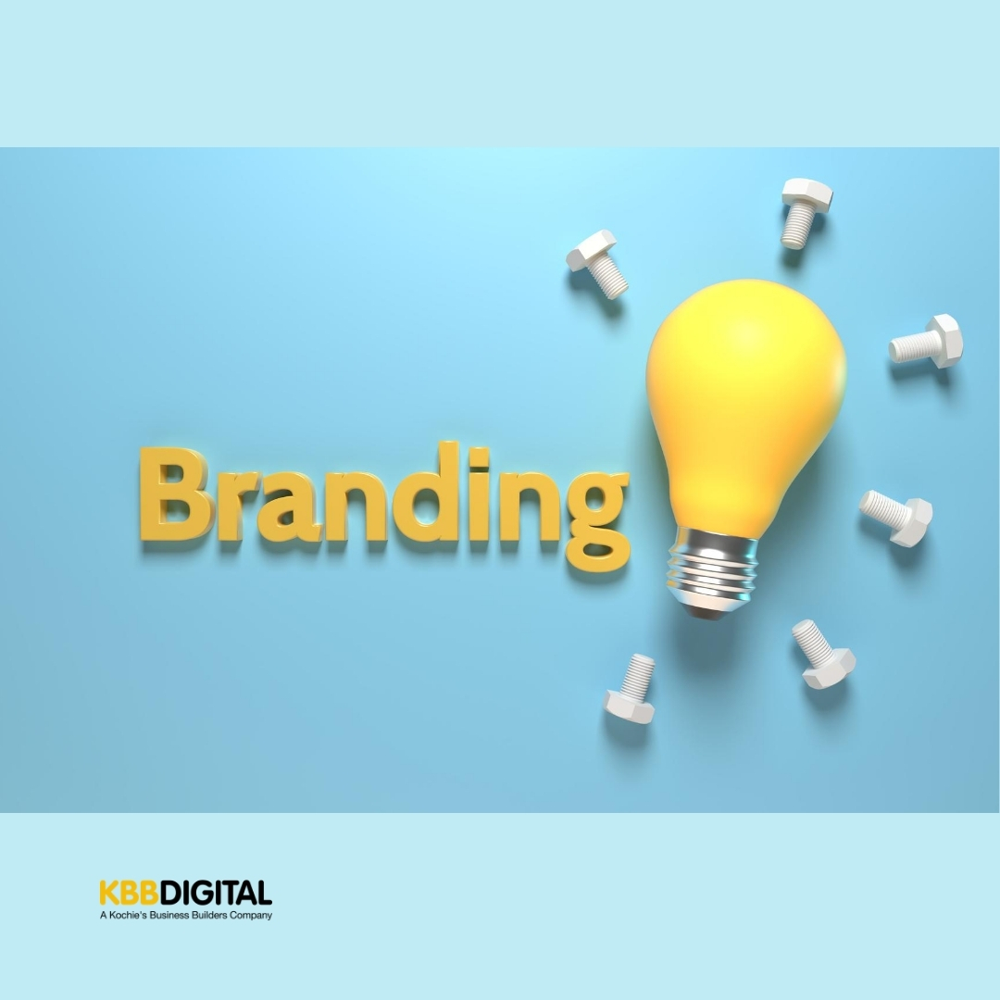 Branding
KBBDIGITAL
A Kochie's Business Builders Company